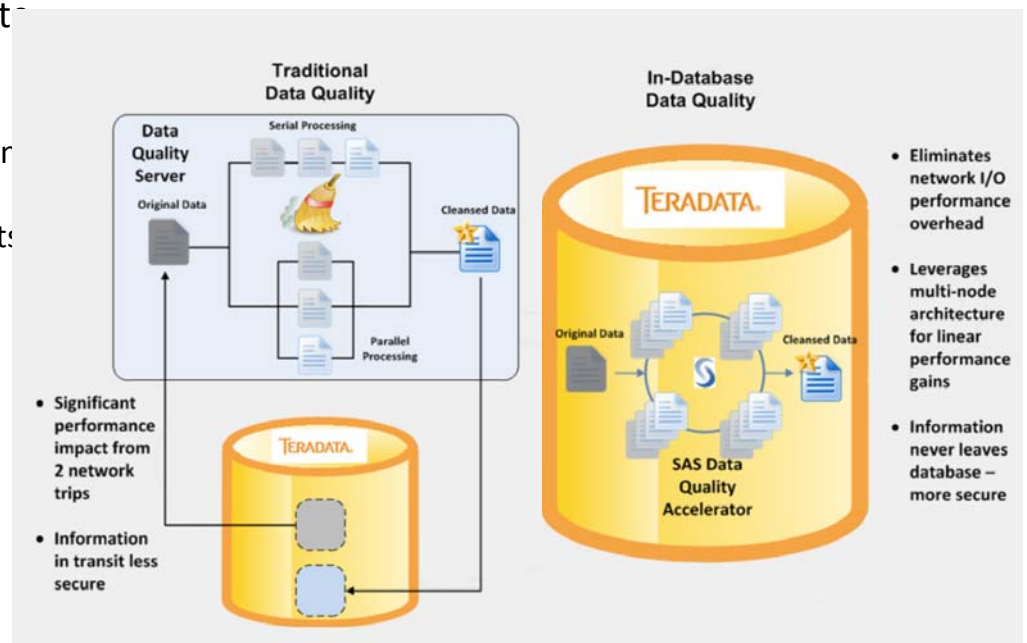 Traditional
Data Quality
Data
Quality
Server
Serial Processing
Original Data
Cleansed Data
Parallel
Processing
• Significant
performance
impact from
2 network
trips
• Information
in transit less
secure
TERADATA.
In-Database
Data Quality
TERADATA.
Original Data
Cleansed Data
SAS Data
Quality
Accelerator
• Eliminates
network I/O
performance
overhead
• Leverages
multi-node
architecture
for linear
performance
gains
• Information
never leaves
database –
more secure